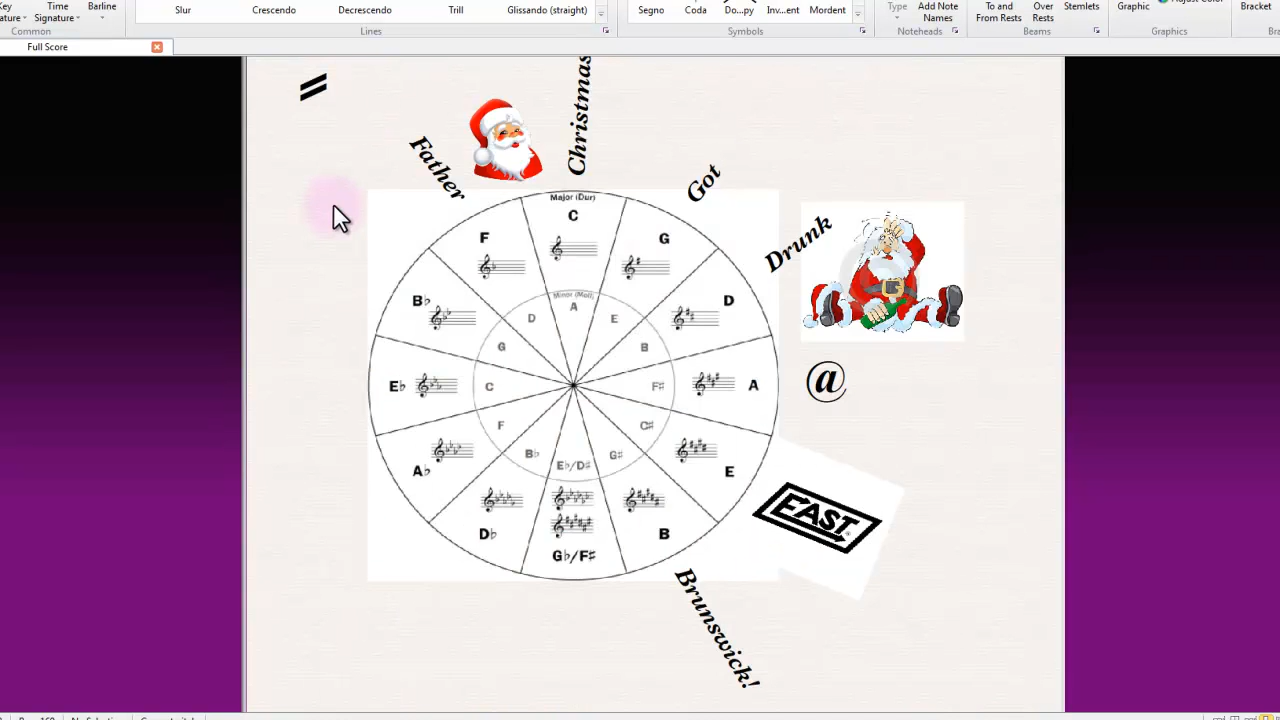 Slur Crescendo Decrescendo Trill Glissando (straight) Segno Coda Do...py Inv...ent Mordent Type Add Note Names To and From Rests Over Rests Stemlets Graphic Bracket
Time Signature Barline
Common Lines Symbols Noteheads Beams Graphics
Full Score
=
Father
Christmas
Got
Drunk
@
EAST
Brunswick!
Major (Dur)
C
F
G
B♭
D
E♭
A
A♭
E
D♭
B
G♭/F♯
Minor (Moll)
A
D
E
G
B
C
F♯
F
C♯
B♭
G♯
E♭/D♯